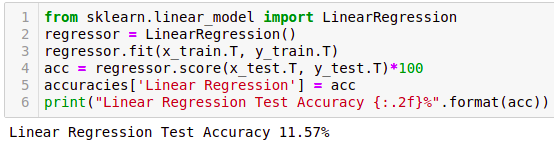 1 from sklearn.linear_model import LinearRegression
2 regressor = LinearRegression()
3 regressor.fit(x_train.T, y_train.T)
4 acc = regressor.score(x_test.T, y_test.T)*100
5 accuracies['Linear Regression'] = acc
6 print("Linear Regression Test Accuracy {:.2f}%".format(acc))
Linear Regression Test Accuracy 11.57%